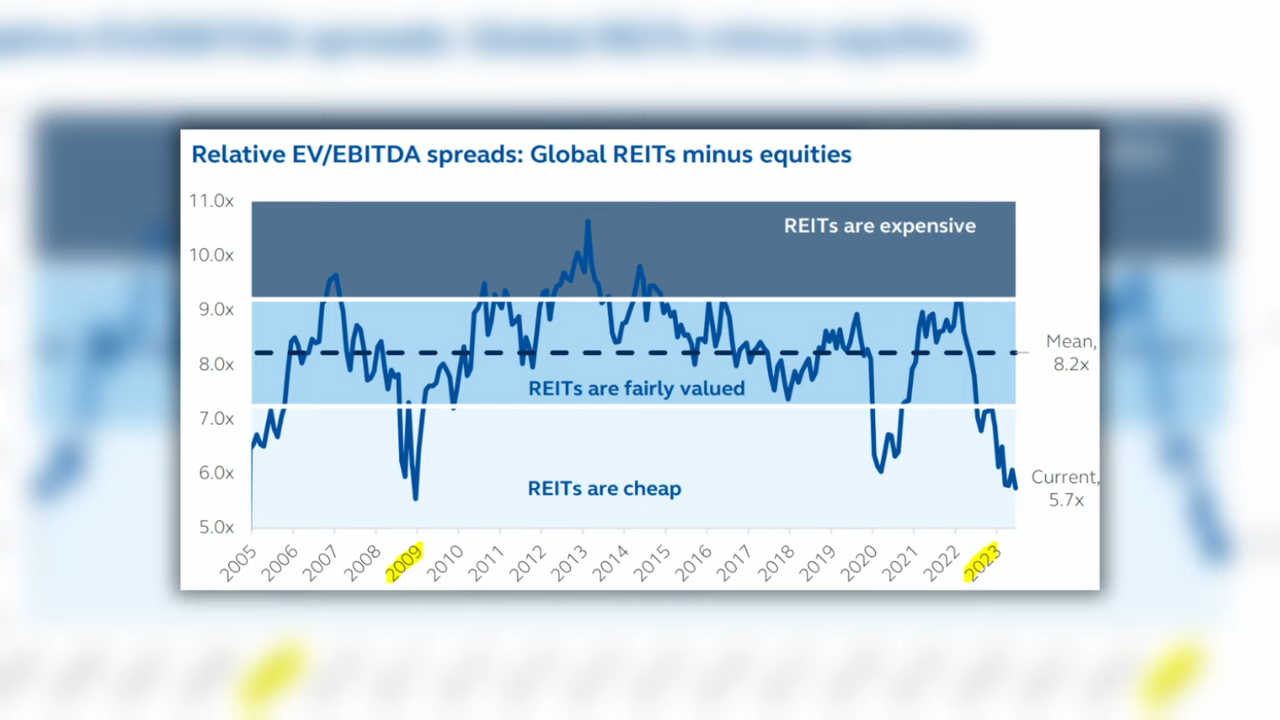 Relative EV/EBITDA spreads: Global REITs minus equities
11.0x
REITs are expensive
10.0x
9.0x
Mean,
8.2x
8.0x
REITs are fairly valued
7.0x
6.0x
Current,
5.7x
REITs are cheap
5.0x
2005 2006 2007 2008 2009 2010 2011 2012 2013 2014 2015 2016 2017 2018 2019 2020 2021 2022 2023